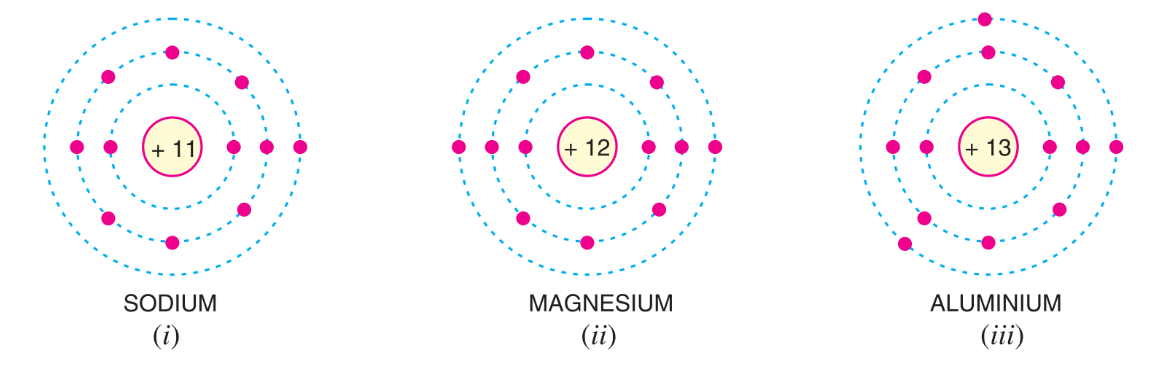 + 11
+ 12
+ 13
SODIUM
MAGNESIUM
ALUMINIUM
(i)
(ii)
(iii)